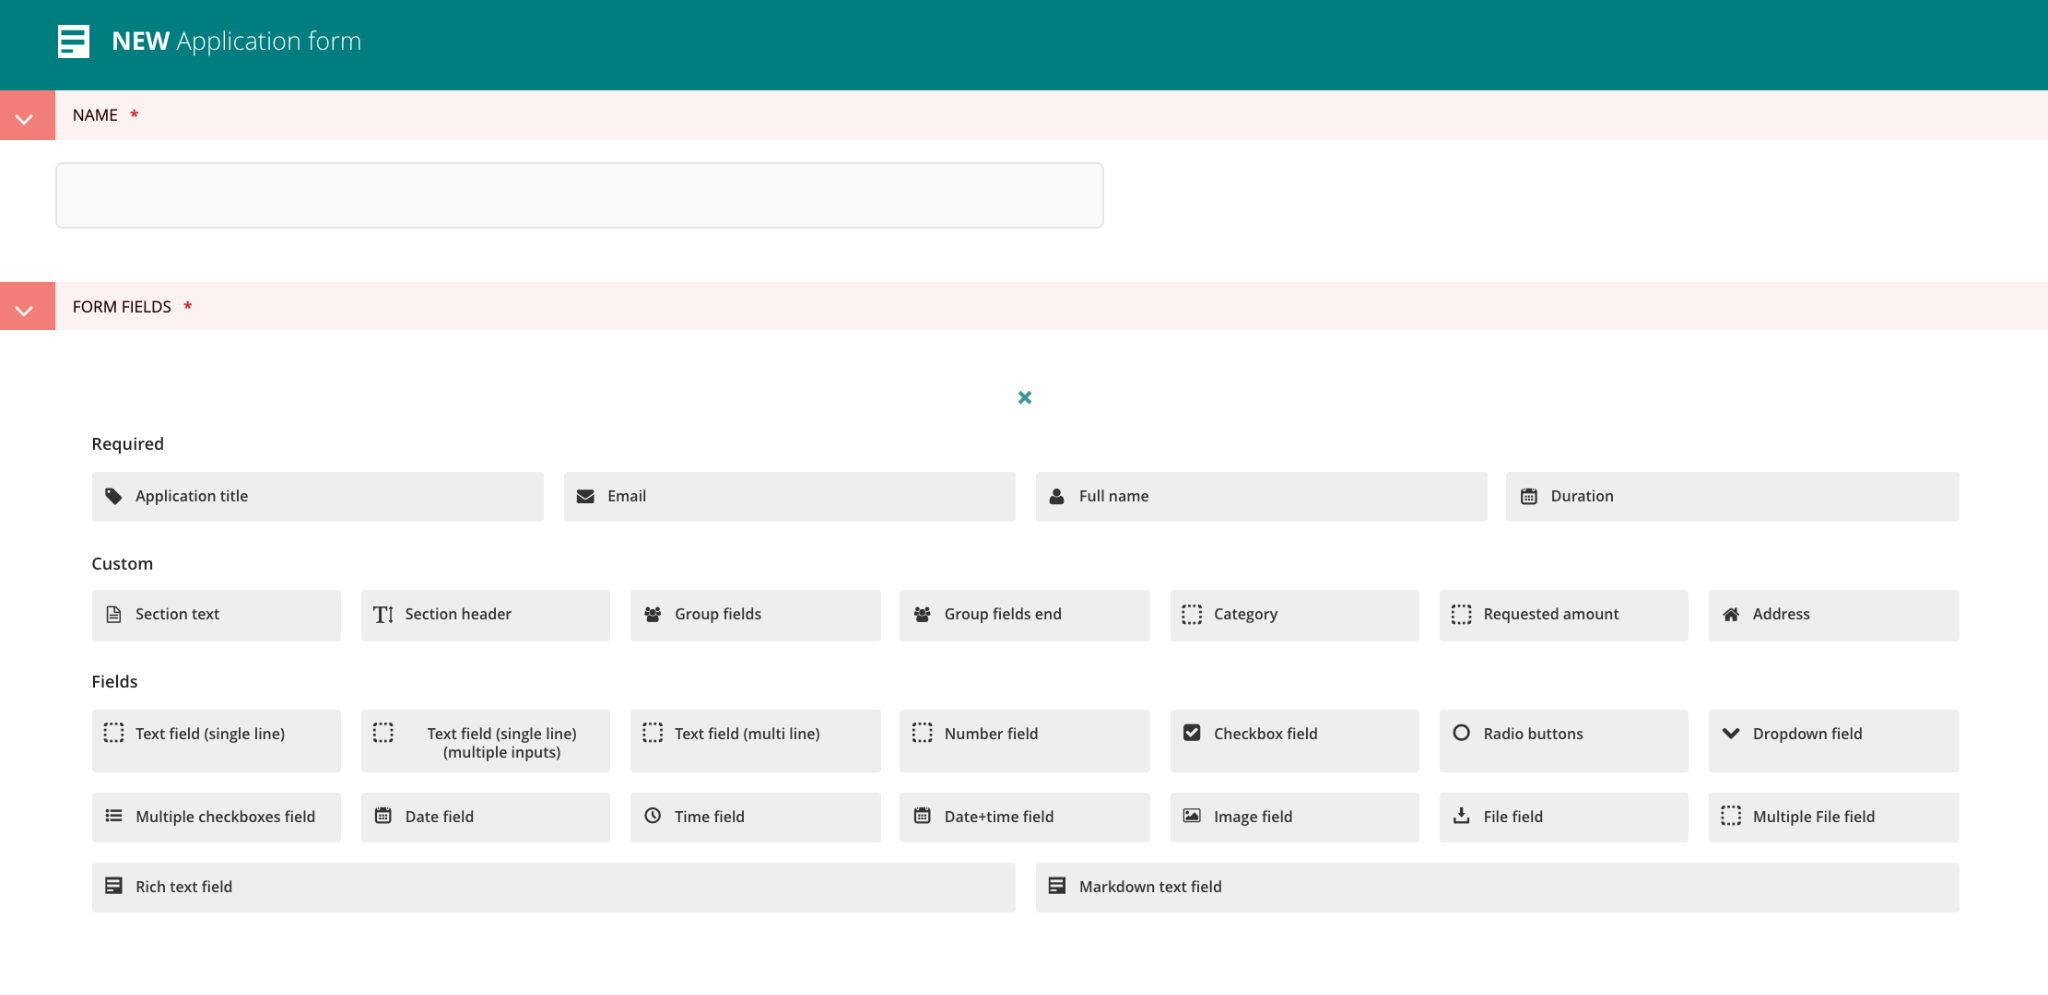 NEW Application form
NAME *
FORM FIELDS *
Required
Application title
Email
Full name
Duration
Custom
Section text
Section header
Group fields
Group fields end
Category
Requested amount
Address
Fields
Text field (single line)
Text field (single line)
(multiple inputs)
Text field (multi line)
Number field
Checkbox field
Radio buttons
Dropdown field
Multiple checkboxes field
Date field
Time field
Date+time field
Image field
File field
Multiple File field
Rich text field
Markdown text field